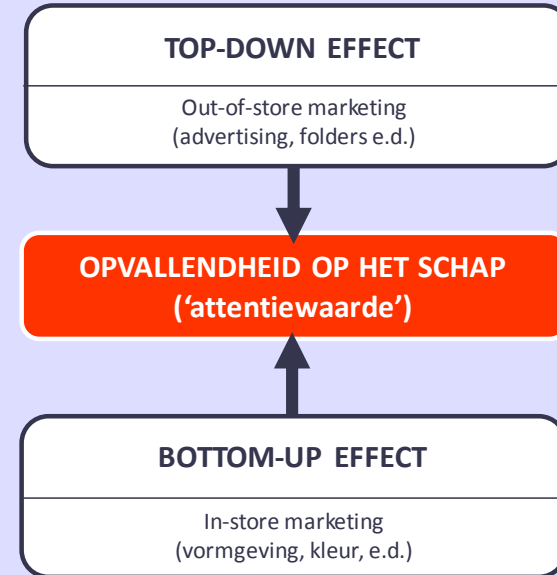 TOP-DOWN EFFECT
Out-of-store marketing
(advertising, folders e.d.)
OPVALLENDHEID OP HET SCHAP
(‘attentiewaarde’)
BOTTOM-UP EFFECT
In-store marketing
(vormgeving, kleur, e.d.)